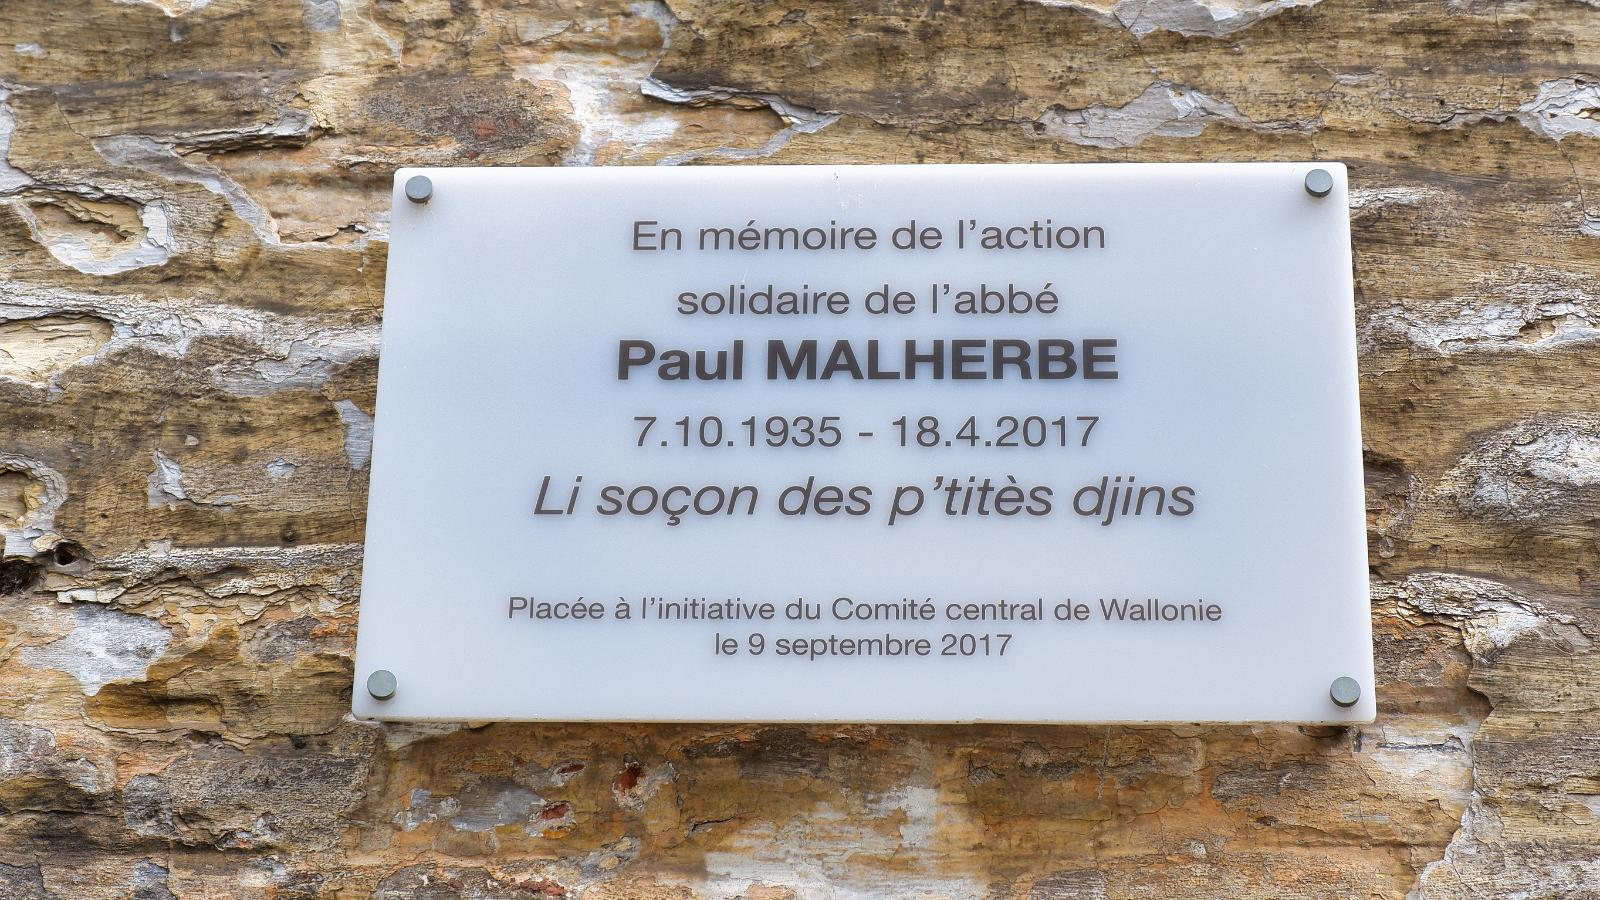 En mémoire de l’action
solidaire de l’abbé
Paul MALHERBE
7.10.1935 - 18.4.2017
Li soçon des p’titès djins
Placée à l’initiative du Comité central de Wallonie
le 9 septembre 2017